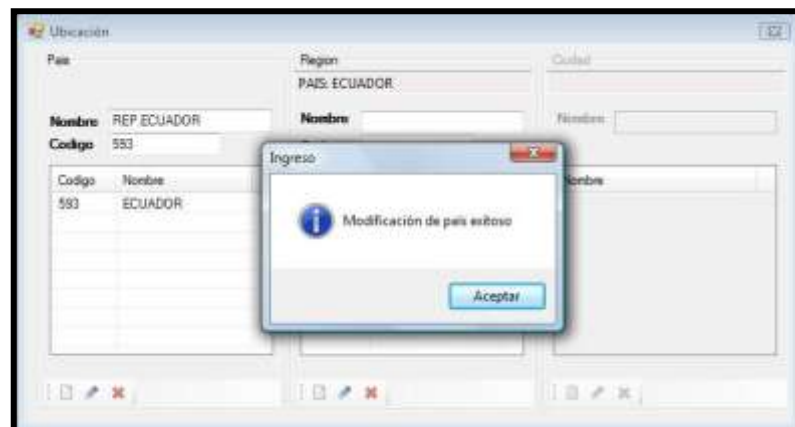 Ubicación
Pais
Region
Ciudad
PAIS: ECUADOR
Nombre REP ECUADOR
Nombre
Nombre
Codigo 593
Codigo Nombre
593 ECUADOR
Nombre
Ingreso
Modificación de pais exitoso
Aceptar